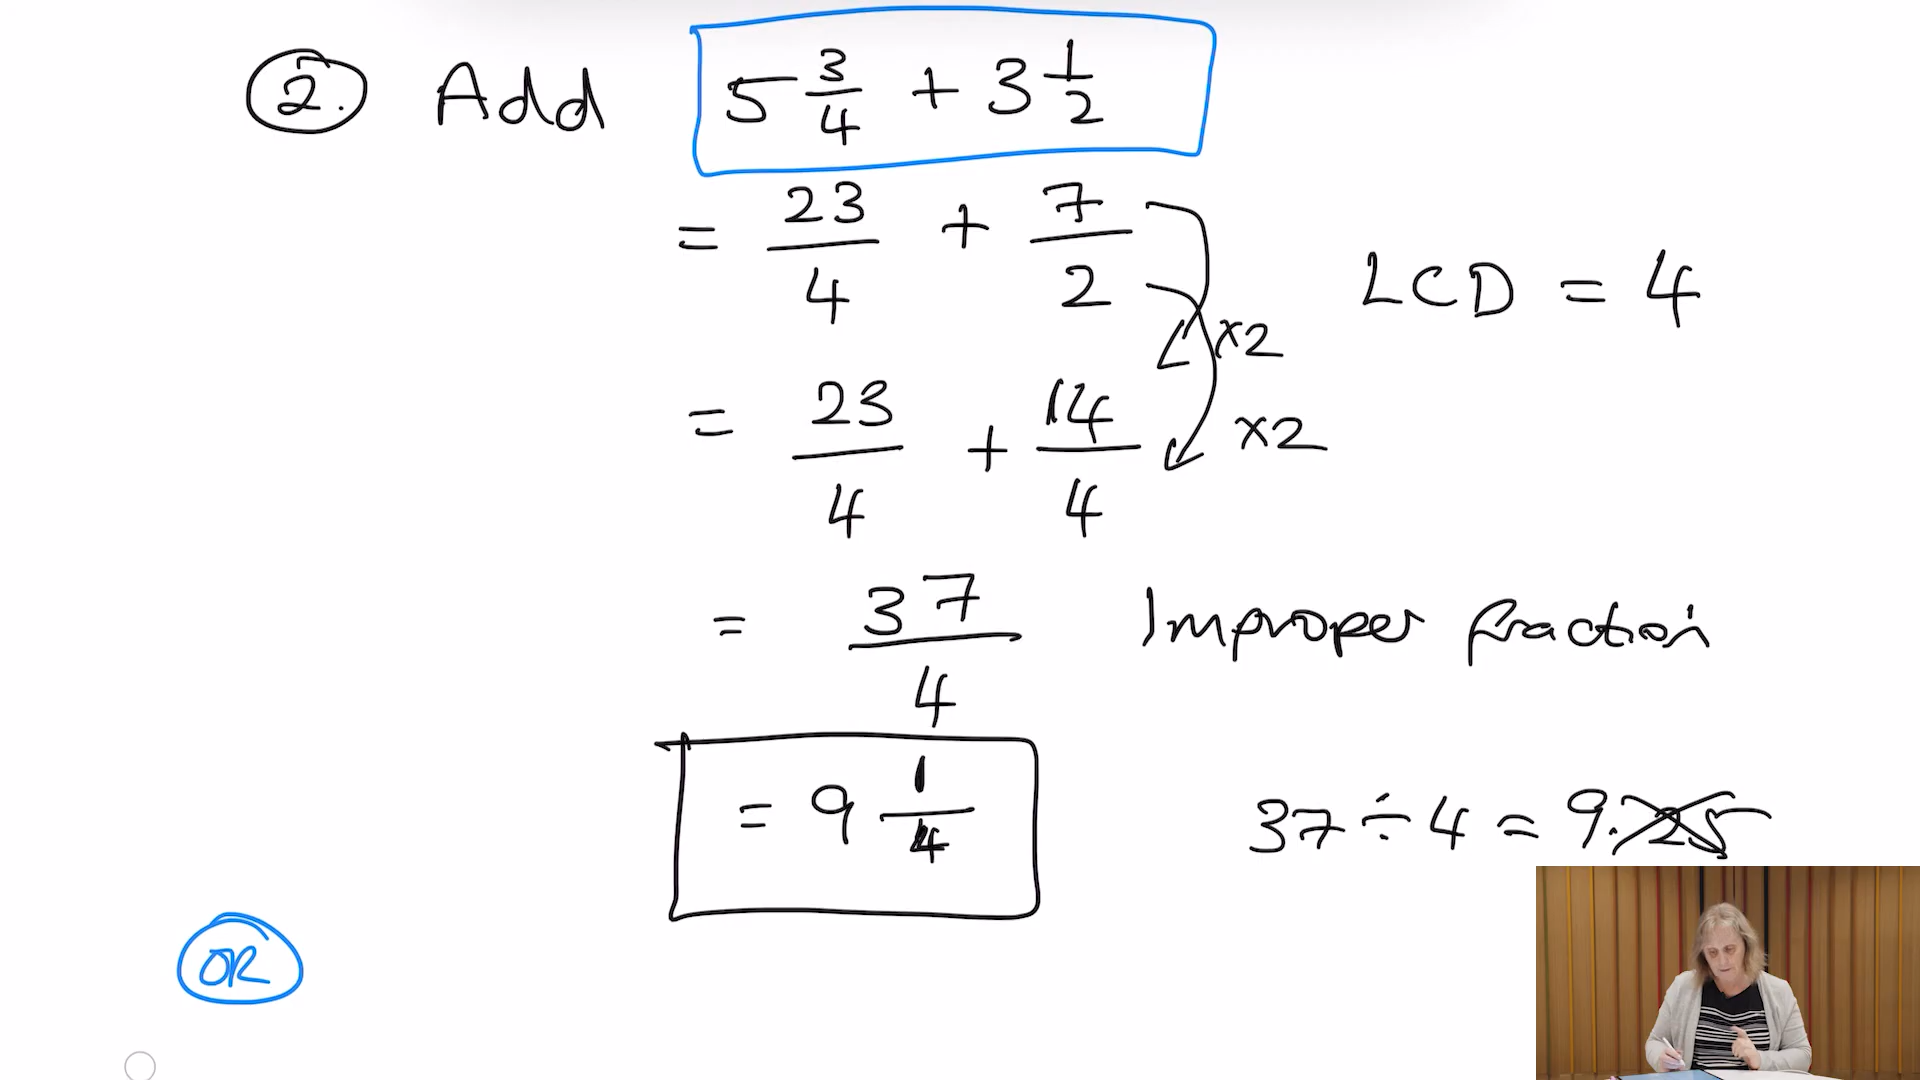 2. Add 5 3/4 + 3 1/2
= 23/4 + 7/2
LCD = 4
×2
= 23/4 + 14/4
×2
= 37/4 Improper fraction
= 9 1/4
37 ÷ 4 = 9.25
OR